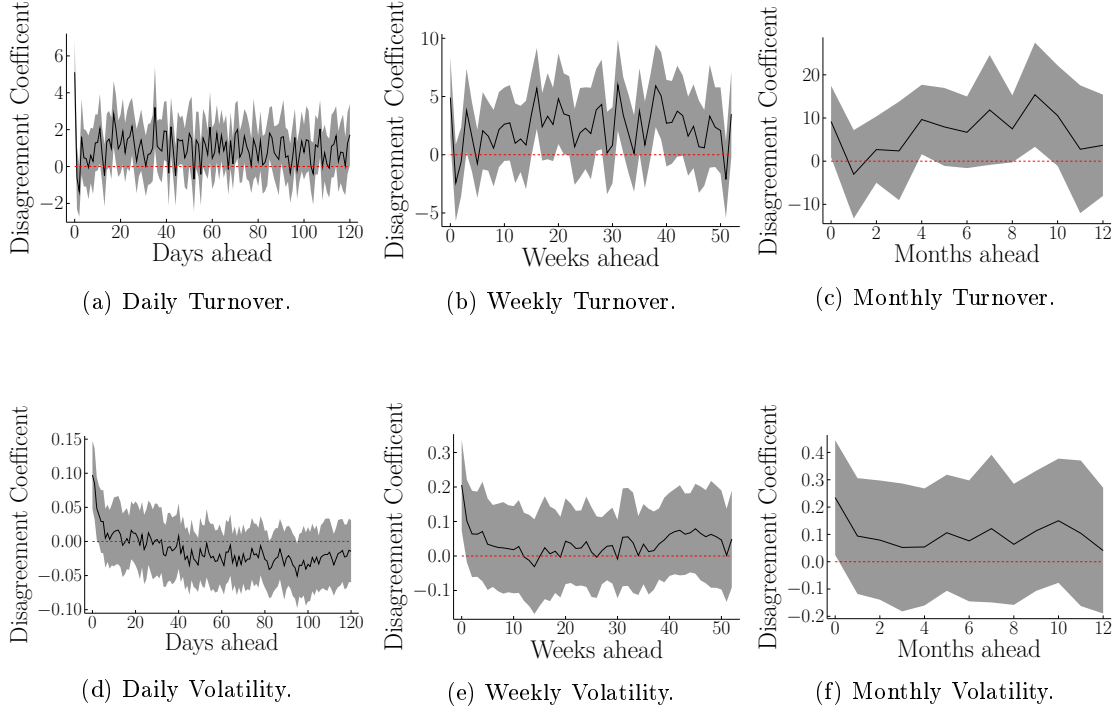 Disagreement Coefficent
6
4
2
0
−2
0 20 40 60 80 100 120
Days ahead
(a) Daily Turnover.
Disagreement Coefficent
10
5
0
−5
0 10 20 30 40 50
Weeks ahead
(b) Weekly Turnover.
Disagreement Coefficent
20
10
0
−10
0 2 4 6 8 10 12
Months ahead
(c) Monthly Turnover.
Disagreement Coefficent
0.15
0.10
0.05
0.00
−0.05
−0.10
0 20 40 60 80 100 120
Days ahead
(d) Daily Volatility.
Disagreement Coefficent
0.3
0.2
0.1
0.0
−0.1
0 10 20 30 40 50
Weeks ahead
(e) Weekly Volatility.
Disagreement Coefficent
0.4
0.3
0.2
0.1
0.0
−0.1
−0.2
0 2 4 6 8 10 12
Months ahead
(f) Monthly Volatility.